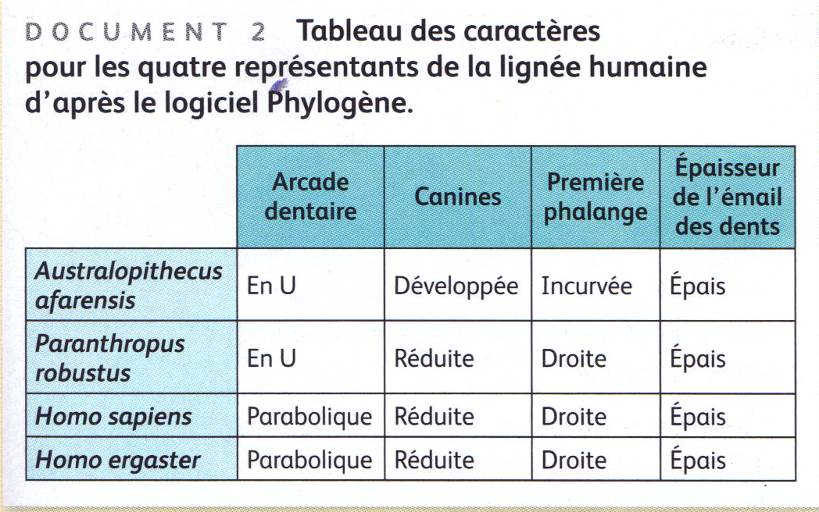 DOCUMENT 2 Tableau des caractères
pour les quatre représentants de la lignée humaine
d'après le logiciel Phylogène.
Arcade dentaire Canines Première phalange Épaisseur de l'émail des dents
Australopithecus afarensis En U Développée Incurvée Épais
Paranthropus robustus En U Réduite Droite Épais
Homo sapiens Parabolique Réduite Droite Épais
Homo ergaster Parabolique Réduite Droite Épais